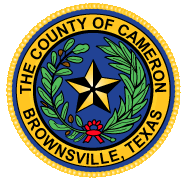 THE COUNTY OF CAMERON
BROWNSVILLE, TEXAS